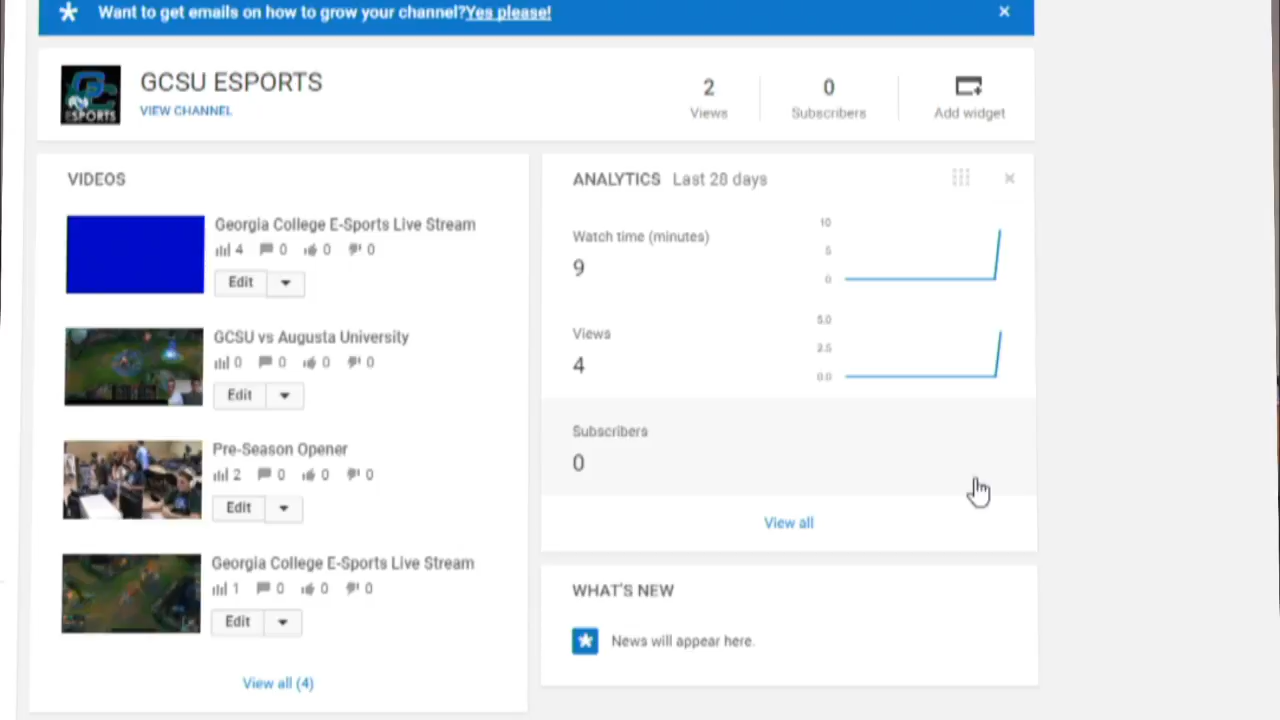 Want to get emails on how to grow your channel?Yes please!
GCSU ESPORTS
VIEW CHANNEL
ESPORTS
2
Views
0
Subscribers
Add widget
VIDEOS
Georgia College E-Sports Live Stream
4 0 0 0
Edit
GCSU vs Augusta University
0 0 0 0
Edit
Pre-Season Opener
2 0 0 0
Edit
Georgia College E-Sports Live Stream
1 0 0 0
Edit
View all (4)
ANALYTICS Last 28 days
Watch time (minutes)
9
10
5
0
Views
4
5.0
2.5
0.0
Subscribers
0
View all
WHAT'S NEW
News will appear here.